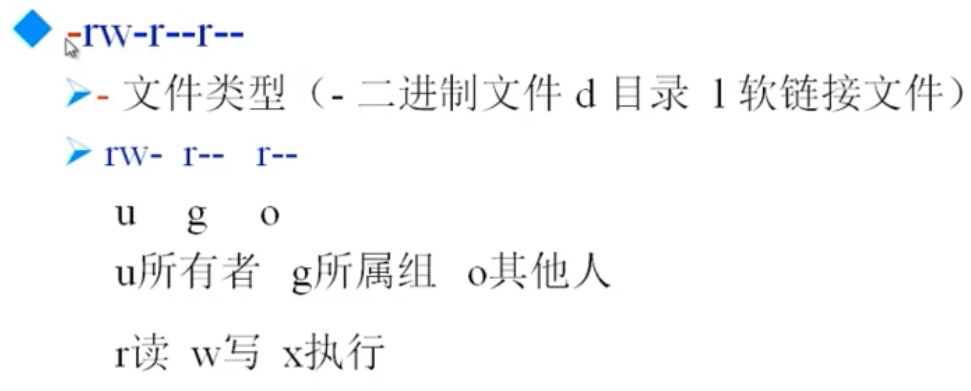 -rw-r--r--
- 文件类型（- 二进制文件 d 目录 l 软链接文件）
rw- r-- r--
u g o
u所有者 g所属组 o其他人
r读 w写 x执行